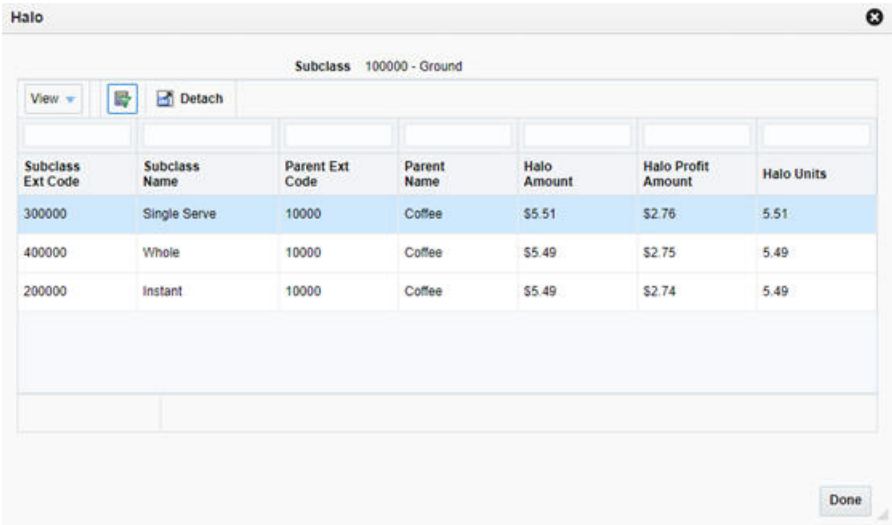 Halo
Subclass 100000 - Ground
View Detach
Subclass Ext Code Subclass Name Parent Ext Code Parent Name Halo Amount Halo Profit Amount Halo Units
300000 Single Serve 10000 Coffee $5.51 $2.76 5.51
400000 Whole 10000 Coffee $5.49 $2.75 5.49
200000 Instant 10000 Coffee $5.49 $2.74 5.49
Done